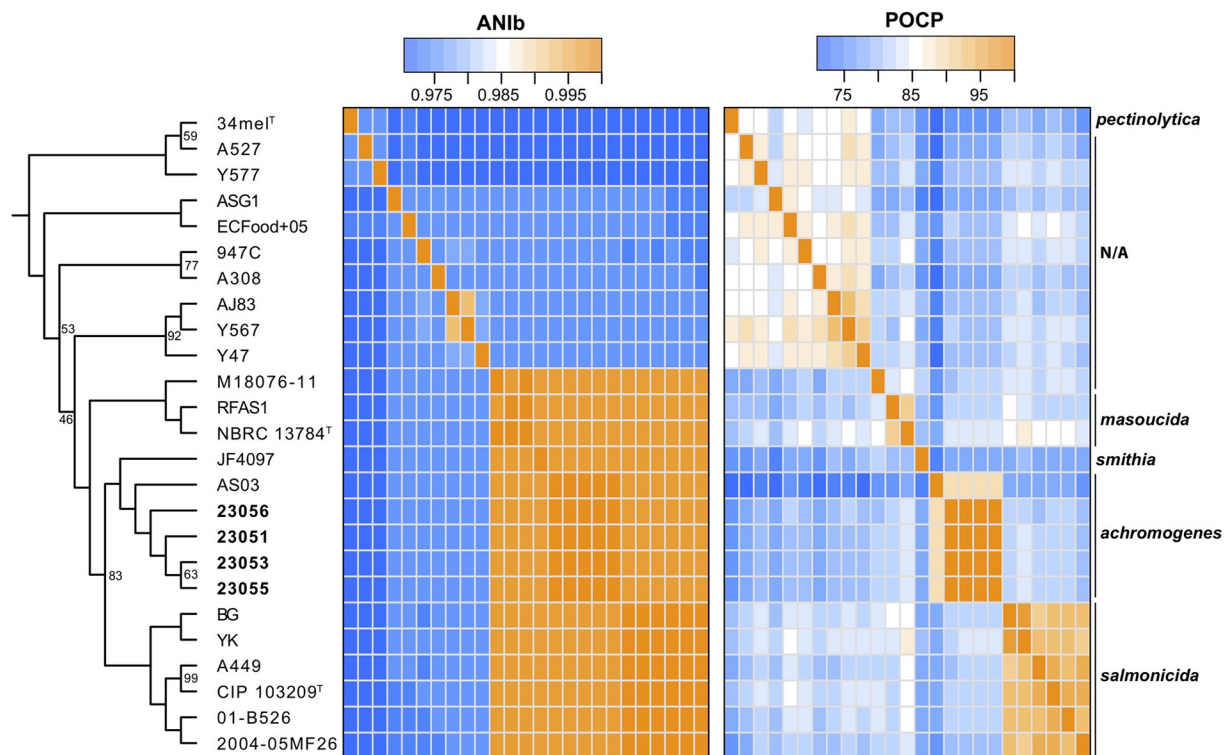 ANIb
POCP
0.975 0.985 0.995
75 85 95
34melᵀ
59
A527
Y577
ASG1
ECFood+05
947C
77
A308
AJ83
53
Y567
92
Y47
M18076-11
RFAS1
46
NBRC 13784ᵀ
JF4097
AS03
23056
23051
23053
83
63
23055
BG
YK
A449
99
CIP 103209ᵀ
01-B526
2004-05MF26
pectinolytica
N/A
masoucida
smithia
achromogenes
salmonicida